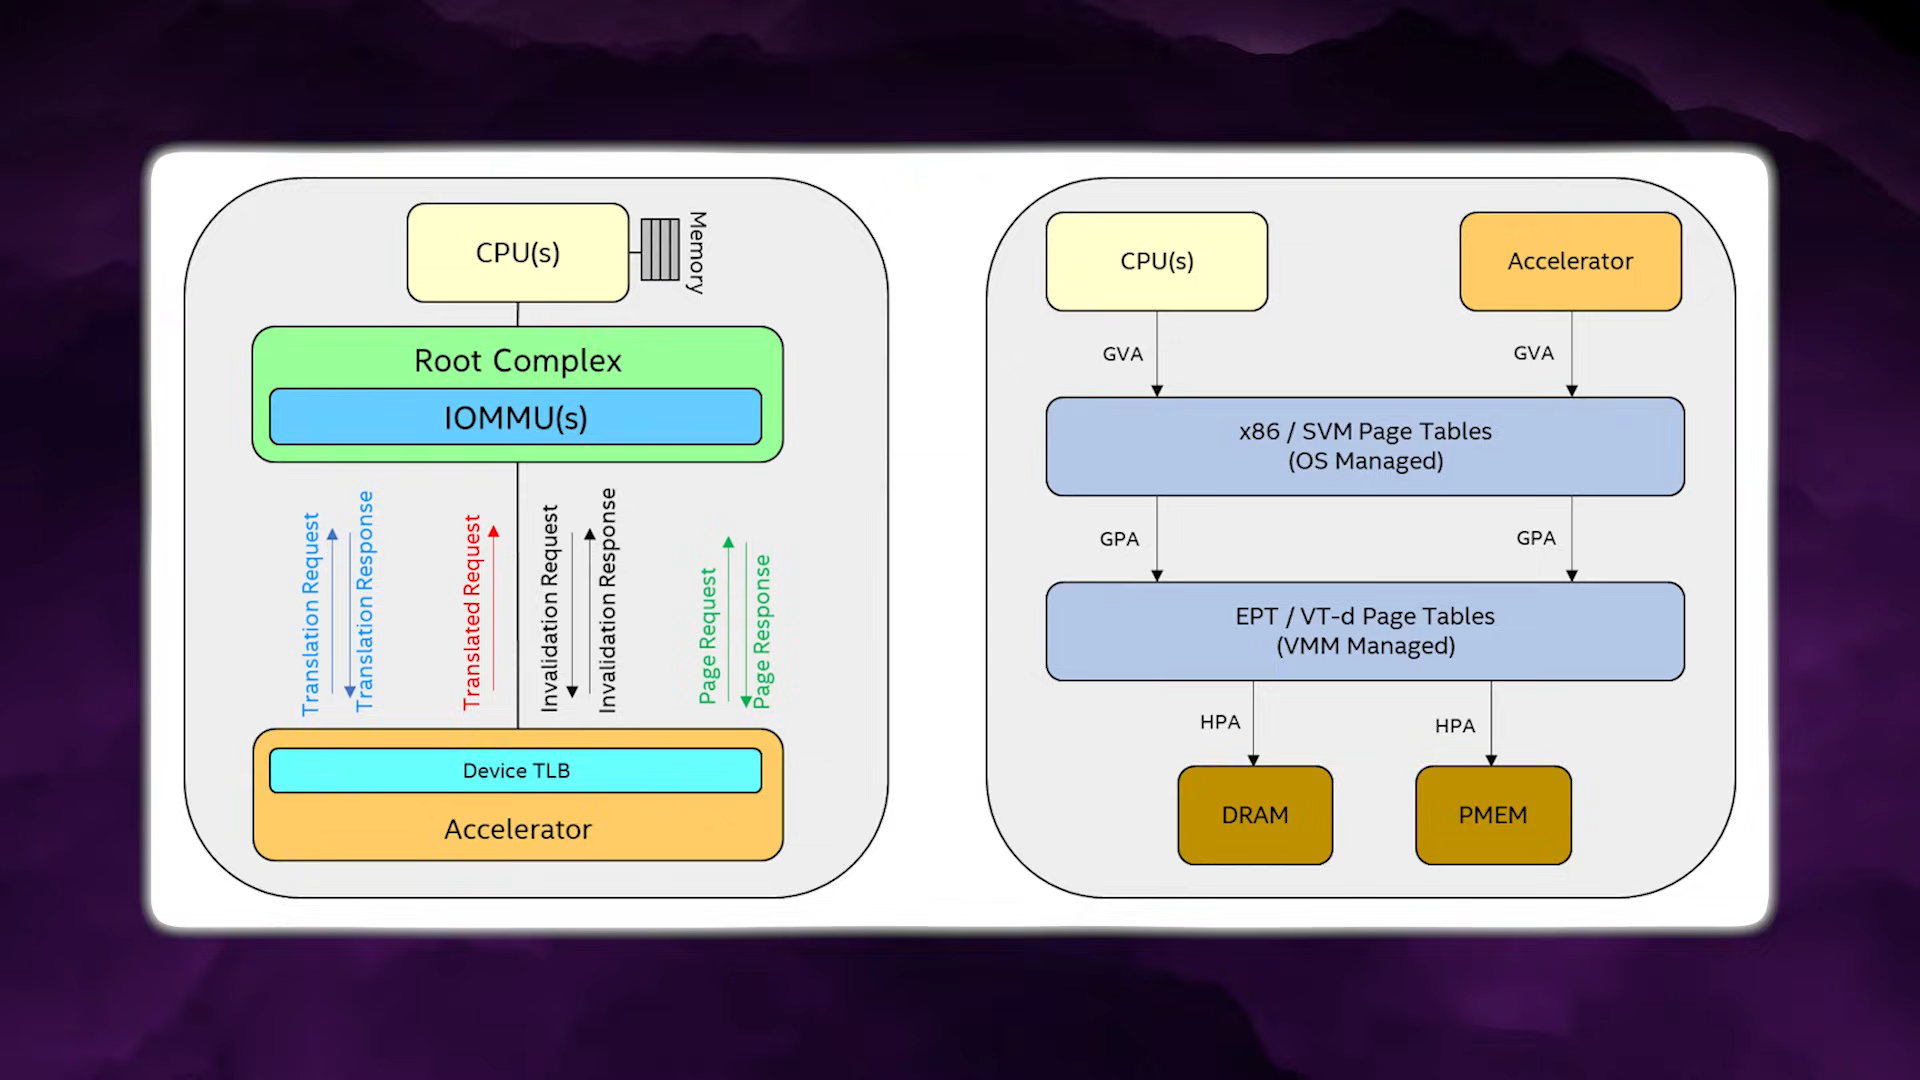 CPU(s)
Memory
Root Complex
IOMMU(s)
Translation Request
Translation Response
Translated Request
Invalidation Request
Invalidation Response
Page Request
Page Response
Device TLB
Accelerator
CPU(s)
Accelerator
GVA
GVA
x86 / SVM Page Tables
(OS Managed)
GPA
GPA
EPT / VT-d Page Tables
(VMM Managed)
HPA
HPA
DRAM
PMEM